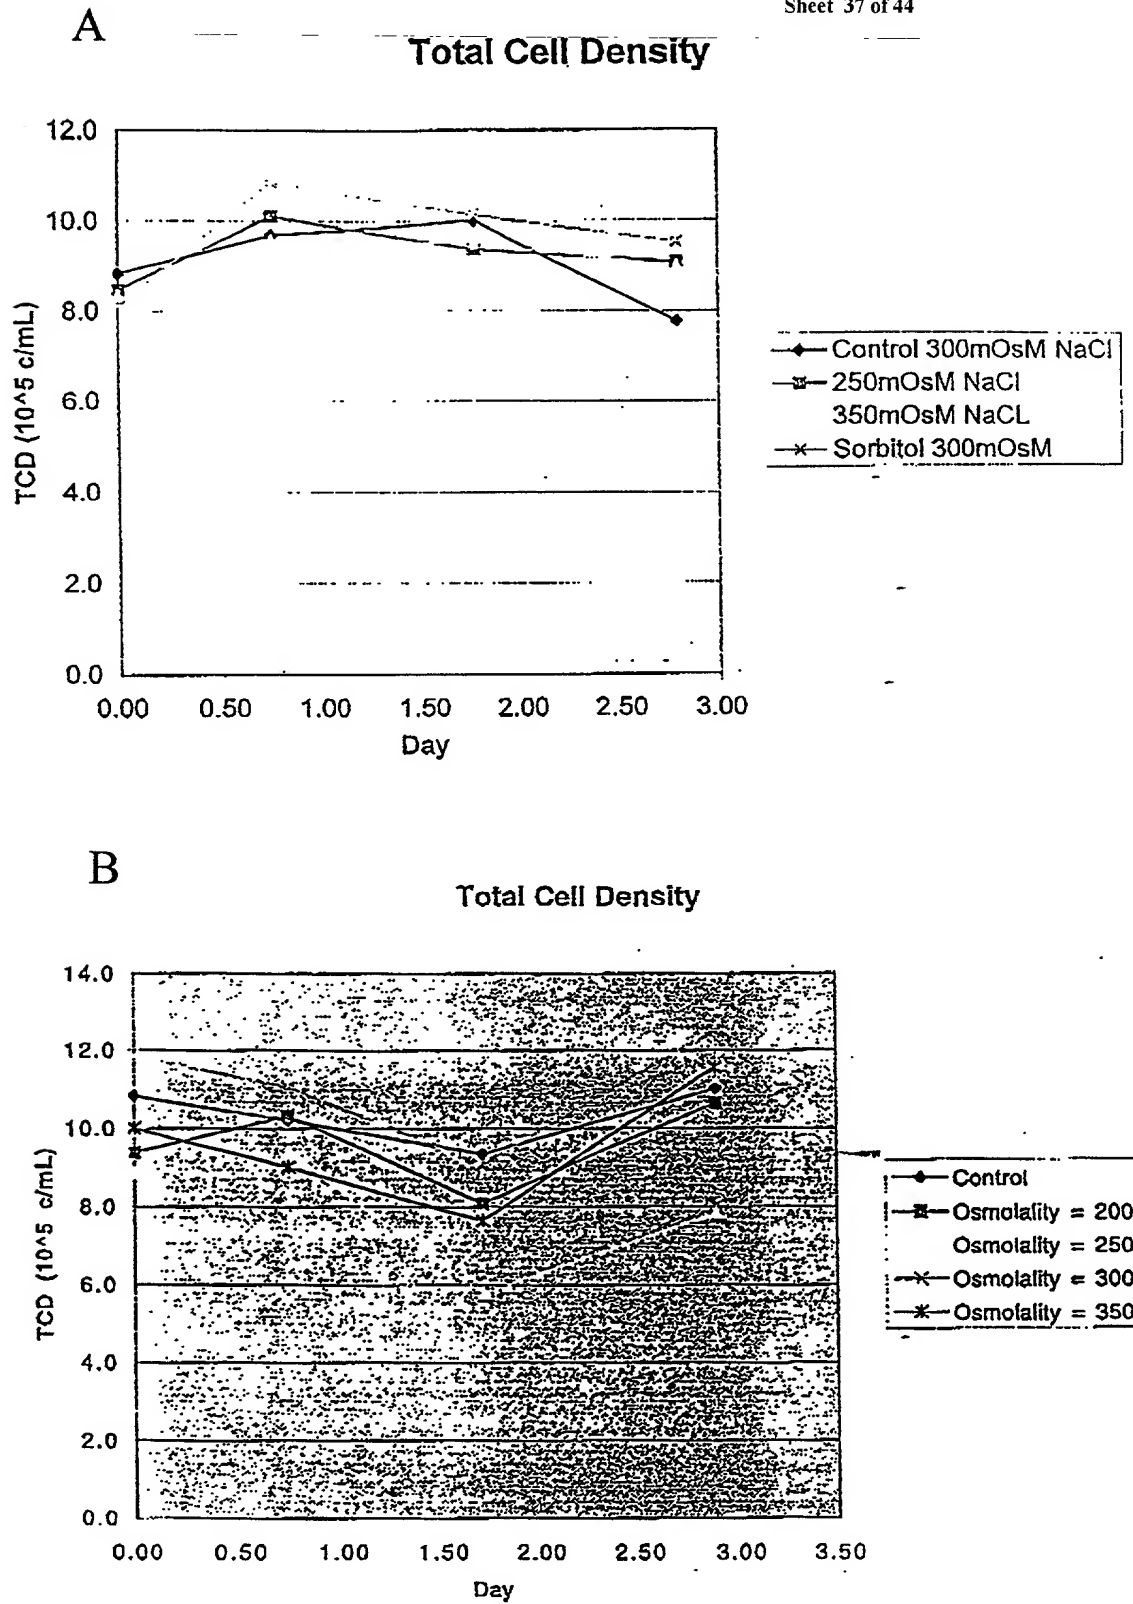 Sheet 37 of 44
A
Total Cell Density
12.0
10.0
8.0
6.0
4.0
2.0
0.0
TCD (10^5 c/mL)
0.00 0.50 1.00 1.50 2.00 2.50 3.00
Day
Control 300mOsM NaCl
250mOsM NaCl
350mOsM NaCL
Sorbitol 300mOsM
B
Total Cell Density
14.0
12.0
10.0
8.0
6.0
4.0
2.0
0.0
TCD (10^5 c/mL)
0.00 0.50 1.00 1.50 2.00 2.50 3.00 3.50
Day
Control
Osmolality = 200
Osmolality = 250
Osmolality = 300
Osmolality = 350